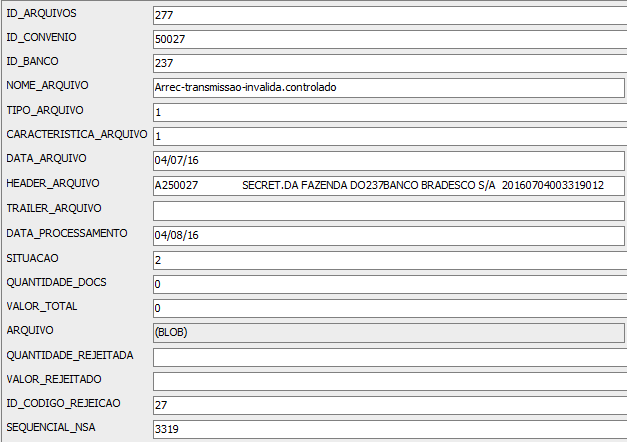 ID_ARQUIVOS 277
ID_CONVENIO 50027
ID_BANCO 237
NOME_ARQUIVO Arrec-transmissao-invalida.controlado
TIPO_ARQUIVO 1
CARACTERISTICA_ARQUIVO 1
DATA_ARQUIVO 04/07/16
HEADER_ARQUIVO A250027 SECRET.DA FAZENDA DO237BANCO BRADESCO S/A 20160704003319012
TRAILER_ARQUIVO
DATA_PROCESSAMENTO 04/08/16
SITUACAO 2
QUANTIDADE_DOCS 0
VALOR_TOTAL 0
ARQUIVO (BLOB)
QUANTIDADE_REJEITADA
VALOR_REJEITADO
ID_CODIGO_REJEICAO 27
SEQUENCIAL_NSA 3319